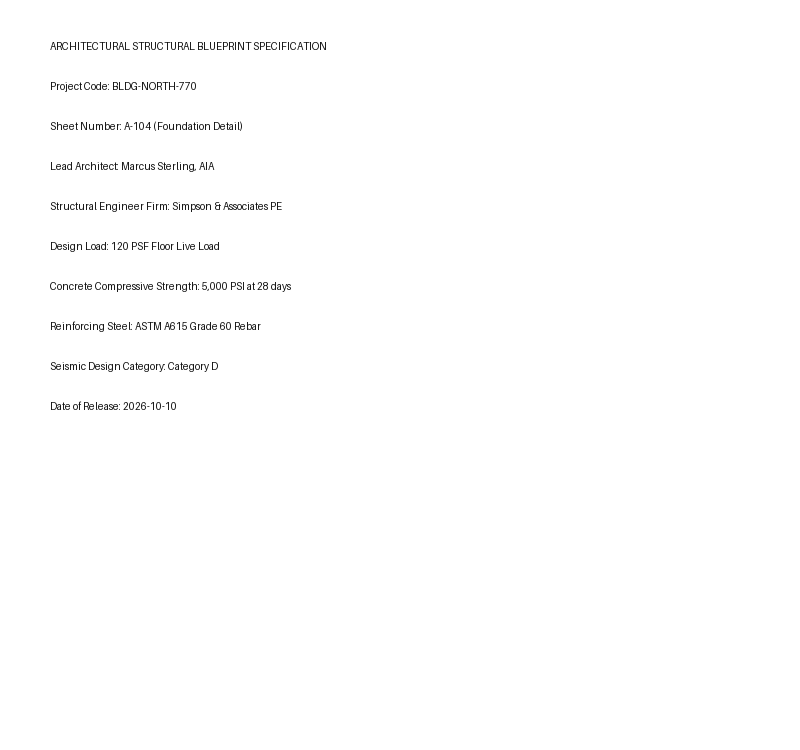 ARCHITECTURAL STRUCTURAL BLUEPRINT SPECIFICATION
Project Code: BLDG-NORTH-770
Sheet Number: A-104 (Foundation Detail)
Lead Architect: Marcus Sterling, AIA
Structural Engineer Firm: Simpson & Associates PE
Design Load: 120 PSF Floor Live Load
Concrete Compressive Strength: 5,000 PSI at 28 days
Reinforcing Steel: ASTM A615 Grade 60 Rebar
Seismic Design Category: Category D
Date of Release: 2026-10-10